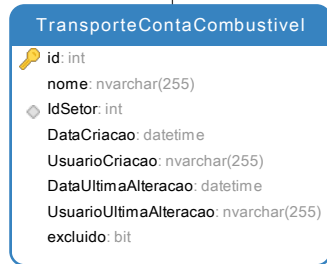 TransporteContaCombustivel
id: int
nome: nvarchar(255)
IdSetor: int
DataCriacao: datetime
UsuarioCriacao: nvarchar(255)
DataUltimaAlteracao: datetime
UsuarioUltimaAlteracao: nvarchar(255)
excluido: bit